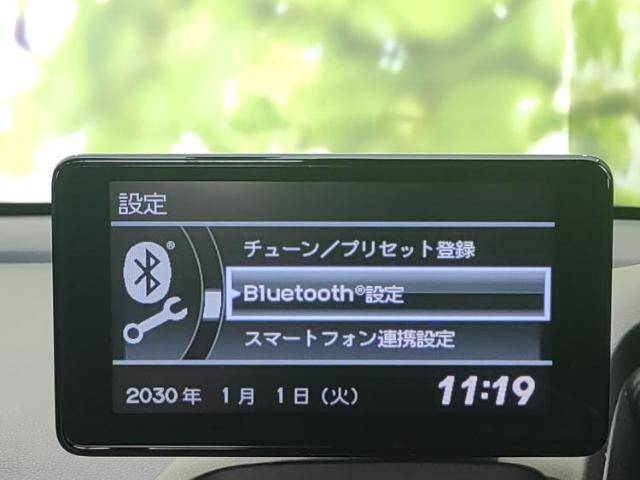 設定
チューン／プリセット登録
Bluetooth®設定
スマートフォン連携設定
2030年 1月 1日（火） 11:19